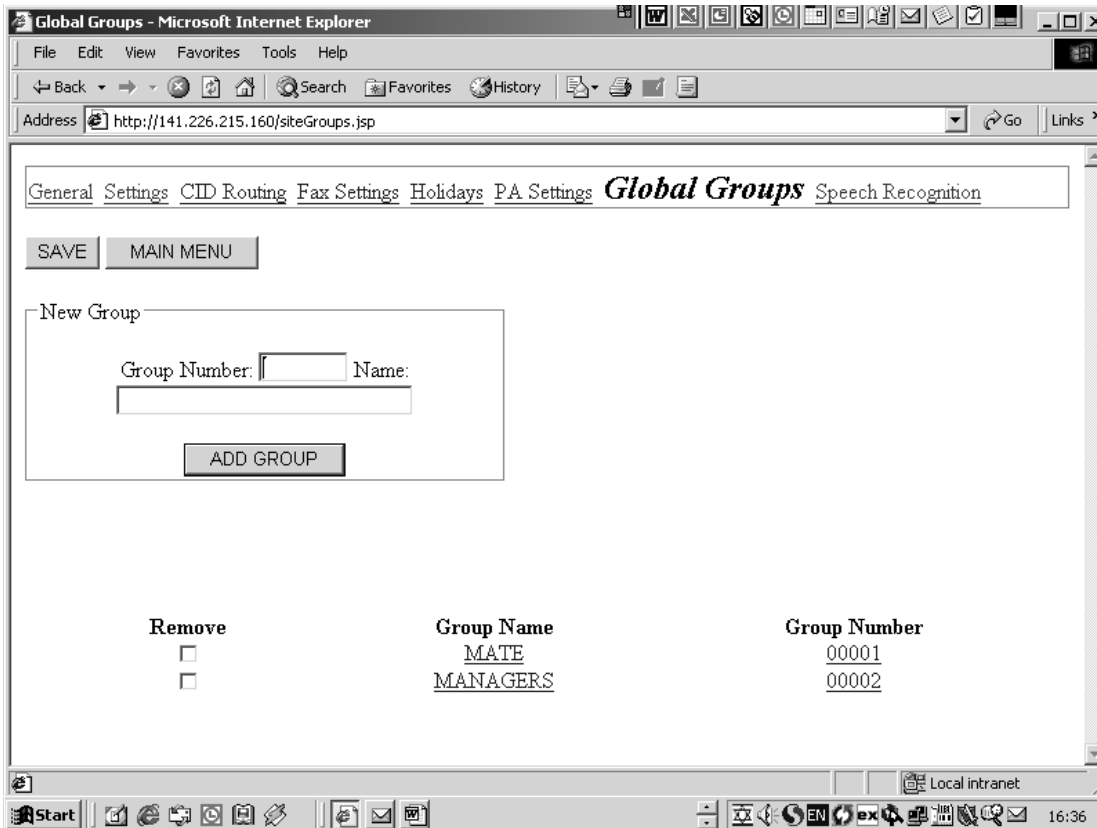 Global Groups - Microsoft Internet Explorer
File Edit View Favorites Tools Help
Back Search Favorites History
Address http://141.226.215.160/siteGroups.jsp Go Links
General Settings CID Routing Fax Settings Holidays PA Settings Global Groups Speech Recognition
SAVE MAIN MENU
New Group
Group Number: Name:
ADD GROUP
Remove Group Name Group Number
MATE 00001
MANAGERS 00002
Local intranet
Start EN ex 16:36